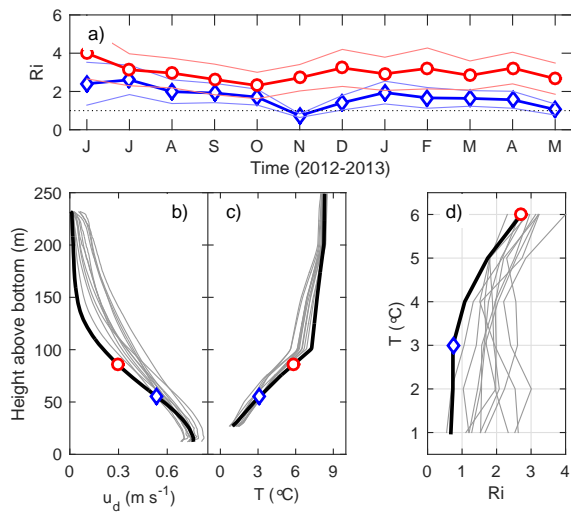 a)
Ri
6
4
2
0
J J A S O N D J F M A M
Time (2012-2013)
b) c) d)
Height above bottom (m)
250
200
150
100
50
0
0 0.3 0.6
u_d (m s⁻¹)
0 3 6 9
T (°C)
T (°C)
6
5
4
3
2
1
0 1 2 3 4
Ri